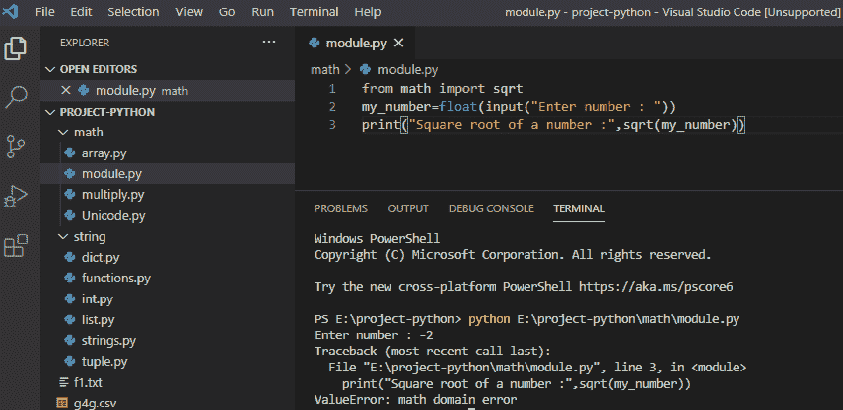 File Edit Selection View Go Run Terminal Help module.py - project-python - Visual Studio Code [Unsupported]
EXPLORER ...
OPEN EDITORS
module.py math
PROJECT-PYTHON
math
array.py
module.py
multiply.py
Unicode.py
string
dict.py
functions.py
int.py
list.py
strings.py
tuple.py
f1.txt
g4g.csv
module.py
math > module.py
1 from math import sqrt
2 my_number=float(input("Enter number : "))
3 print("Square root of a number :",sqrt(my_number))
PROBLEMS OUTPUT DEBUG CONSOLE TERMINAL
Windows PowerShell
Copyright (C) Microsoft Corporation. All rights reserved.
Try the new cross-platform PowerShell https://aka.ms/pscore6
PS E:\project-python> python E:\project-python\math\module.py
Enter number : -2
Traceback (most recent call last):
  File "E:\project-python\math\module.py", line 3, in <module>
    print("Square root of a number :",sqrt(my_number))
ValueError: math domain error